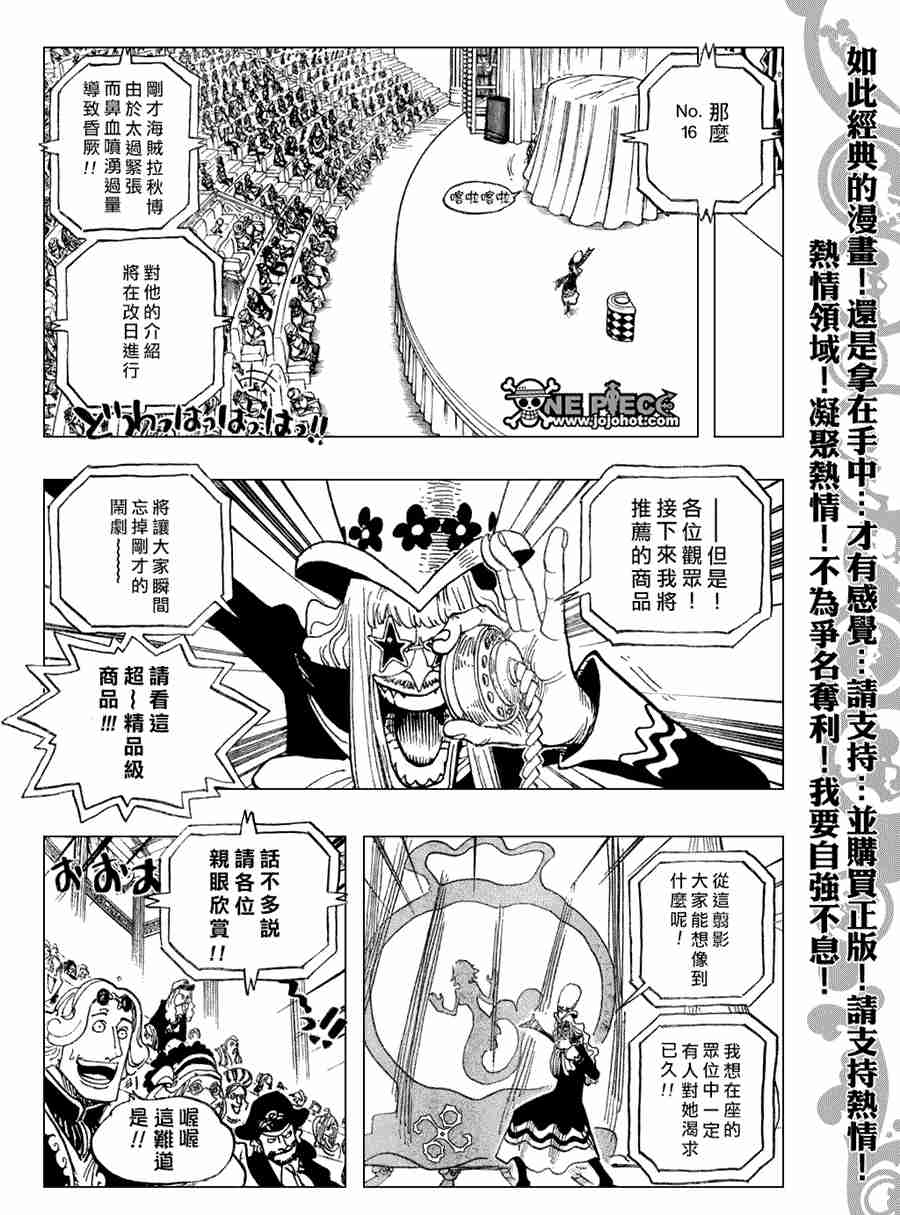 那麼
No.
16
喀啦喀啦
剛才海賊拉秋博
由於太過緊張
而鼻血噴湧過量
導致昏厥!!
對他的介紹
將在改日進行
どわっはっはっはっはっ!!
ONE PIECE
www.jojohot.com
——但是!
各位觀眾!
接下來我將
推薦的商品
將讓大家瞬間
忘掉剛才的
鬧劇~~~
請看這
超~精品級
商品!!!
從這剪影
大家能想像到
什麼呢!
我想在座的
眾位中一定
有人對她渴求
已久!!
話不多說
請各位
親眼欣賞!!
おおお
喔喔
這難道
是!!
如此經典的漫畫!還是拿在手中…才有感覺…請支持…並購買正版!請支持熱情!
熱情領域!凝聚熱情!不為爭名奪利!我要自強不息!